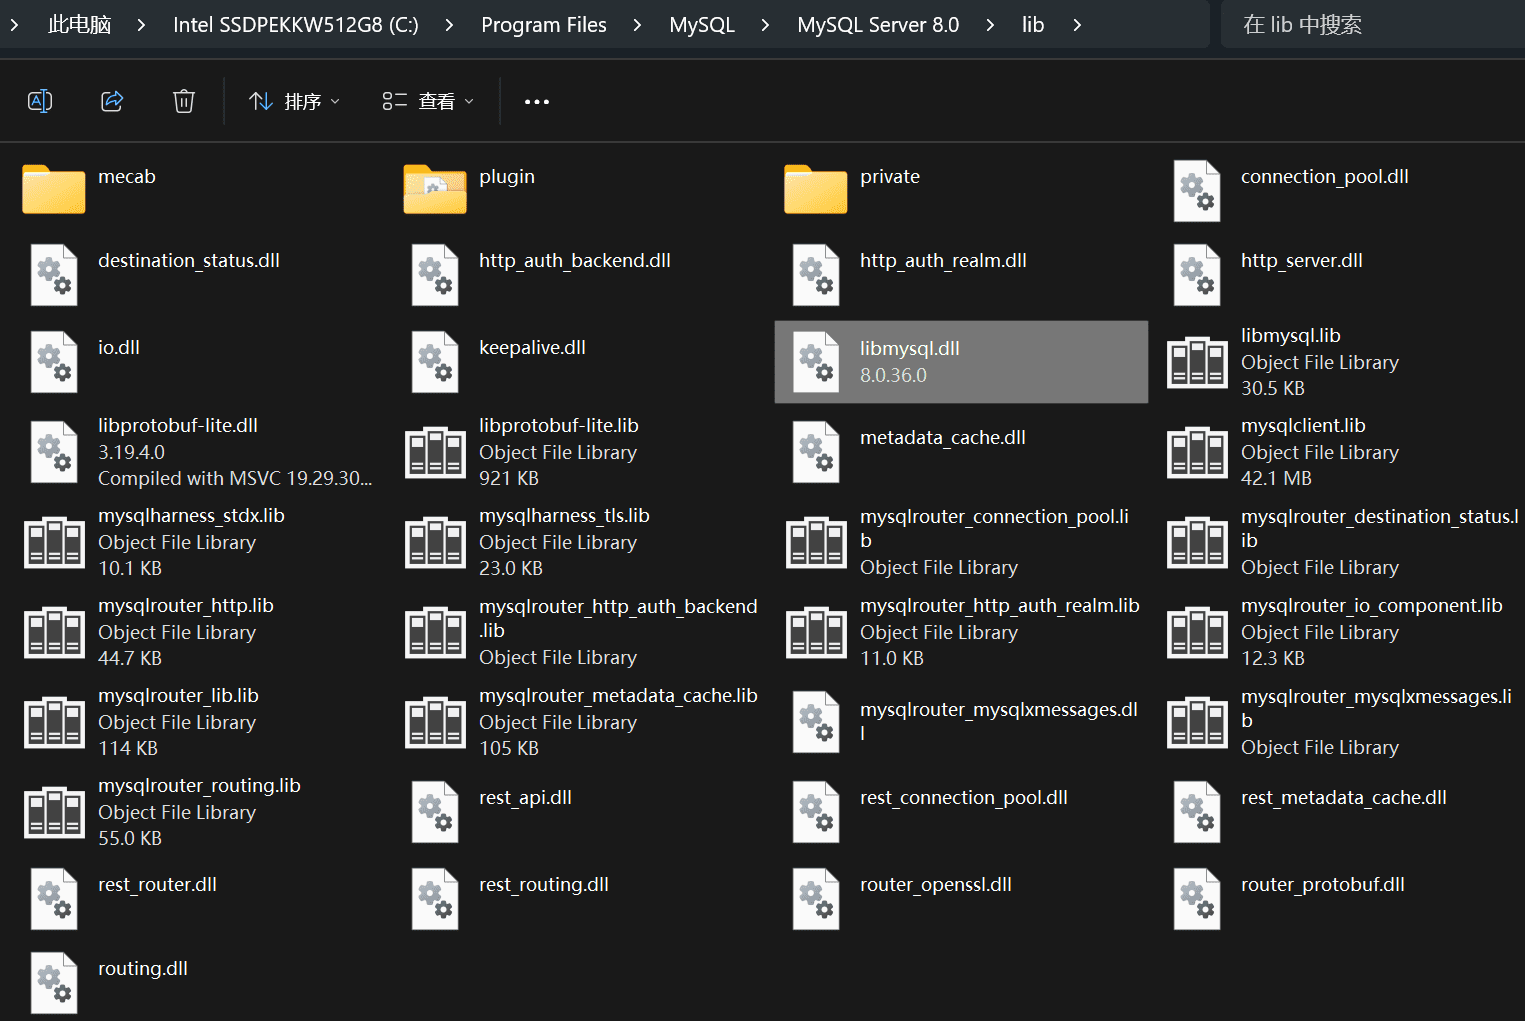 此电脑 Intel SSDPEKKW512G8 (C:) Program Files MySQL MySQL Server 8.0 lib 在 lib 中搜索
排序 查看
mecab
plugin
private
connection_pool.dll
destination_status.dll
http_auth_backend.dll
http_auth_realm.dll
http_server.dll
io.dll
keepalive.dll
libmysql.dll
8.0.36.0
libmysql.lib
Object File Library
30.5 KB
libprotobuf-lite.dll
3.19.4.0
Compiled with MSVC 19.29.30...
libprotobuf-lite.lib
Object File Library
921 KB
metadata_cache.dll
mysqlclient.lib
Object File Library
42.1 MB
mysqlharness_stdx.lib
Object File Library
10.1 KB
mysqlharness_tls.lib
Object File Library
23.0 KB
mysqlrouter_connection_pool.li
b
Object File Library
mysqlrouter_destination_status.l
ib
Object File Library
mysqlrouter_http.lib
Object File Library
44.7 KB
mysqlrouter_http_auth_backend
.lib
Object File Library
mysqlrouter_http_auth_realm.lib
Object File Library
11.0 KB
mysqlrouter_io_component.lib
Object File Library
12.3 KB
mysqlrouter_lib.lib
Object File Library
114 KB
mysqlrouter_metadata_cache.lib
Object File Library
105 KB
mysqlrouter_mysqlxmessages.dl
l
mysqlrouter_mysqlxmessages.li
b
Object File Library
mysqlrouter_routing.lib
Object File Library
55.0 KB
rest_api.dll
rest_connection_pool.dll
rest_metadata_cache.dll
rest_router.dll
rest_routing.dll
router_openssl.dll
router_protobuf.dll
routing.dll